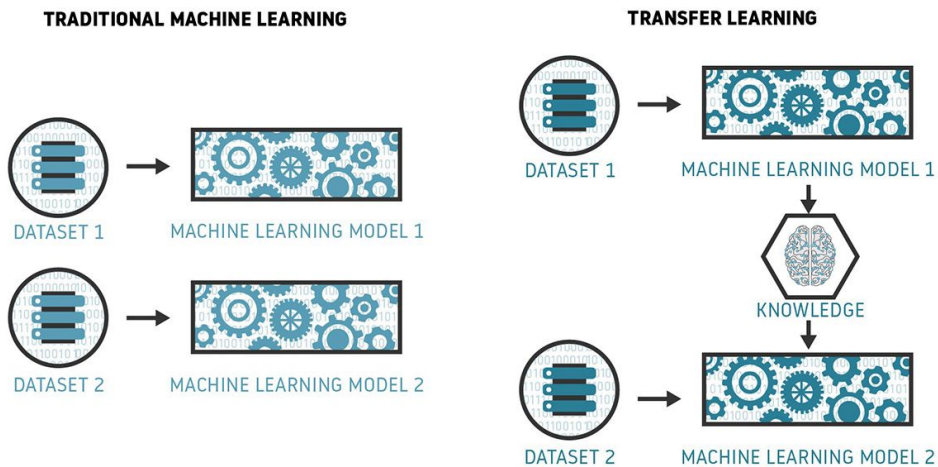 TRADITIONAL MACHINE LEARNING
DATASET 1
MACHINE LEARNING MODEL 1
DATASET 2
MACHINE LEARNING MODEL 2
TRANSFER LEARNING
DATASET 1
MACHINE LEARNING MODEL 1
KNOWLEDGE
DATASET 2
MACHINE LEARNING MODEL 2